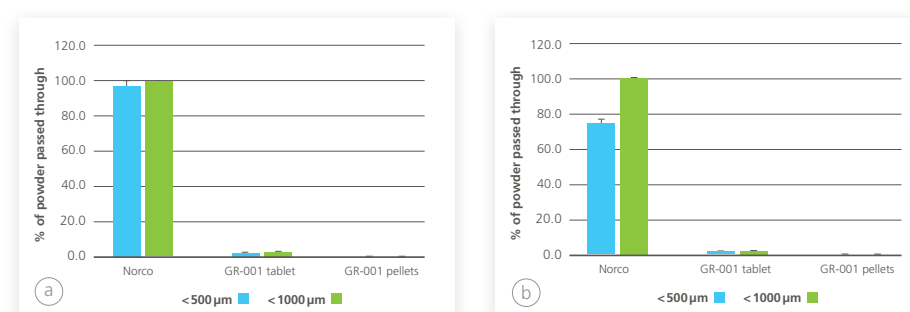 % of powder passed through
120.0
100.0
80.0
60.0
40.0
20.0
0.0
Norco GR-001 tablet GR-001 pellets
a
<500 µm <1000 µm
% of powder passed through
120.0
100.0
80.0
60.0
40.0
20.0
0.0
Norco GR-001 tablet GR-001 pellets
b
<500 µm <1000 µm